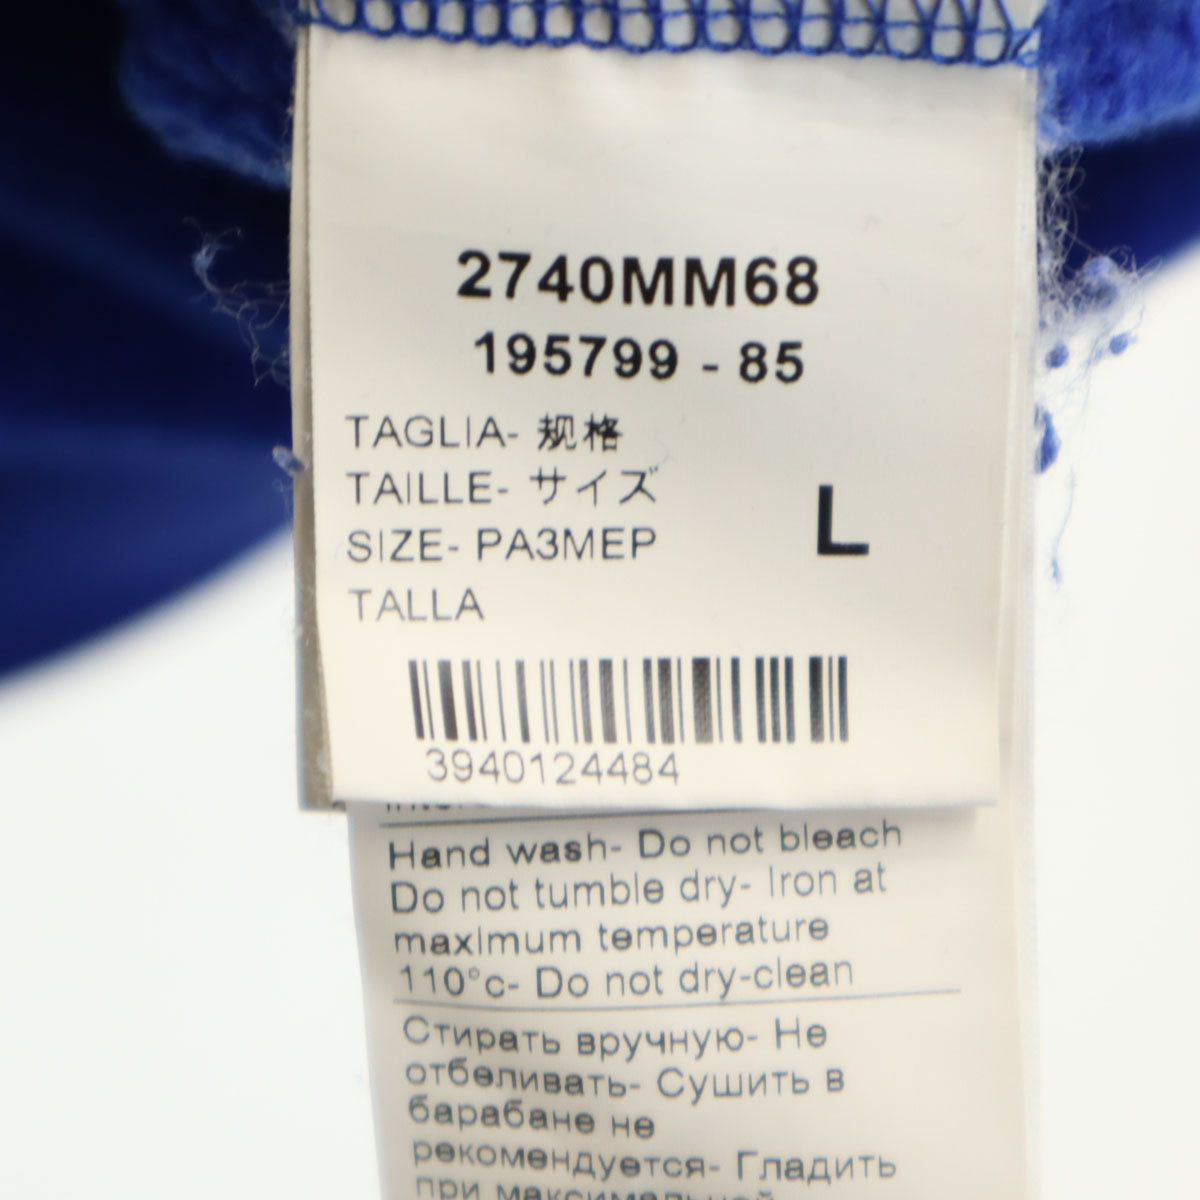 2740MM68
195799 - 85
TAGLIA- 规格
TAILLE- サイズ
SIZE- РАЗМЕР
TALLA
L
3940124484
Hand wash- Do not bleach
Do not tumble dry- Iron at
maximum temperature
110°c- Do not dry-clean
Стирать вручную- Не
отбеливать- Сушить в
барабане не
рекомендуется- Гладить
при максимальной